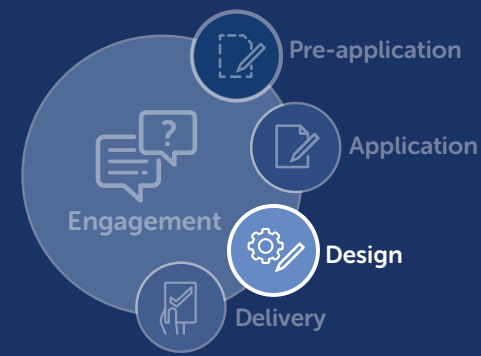 Pre-application
Application
?
Engagement
Design
Delivery